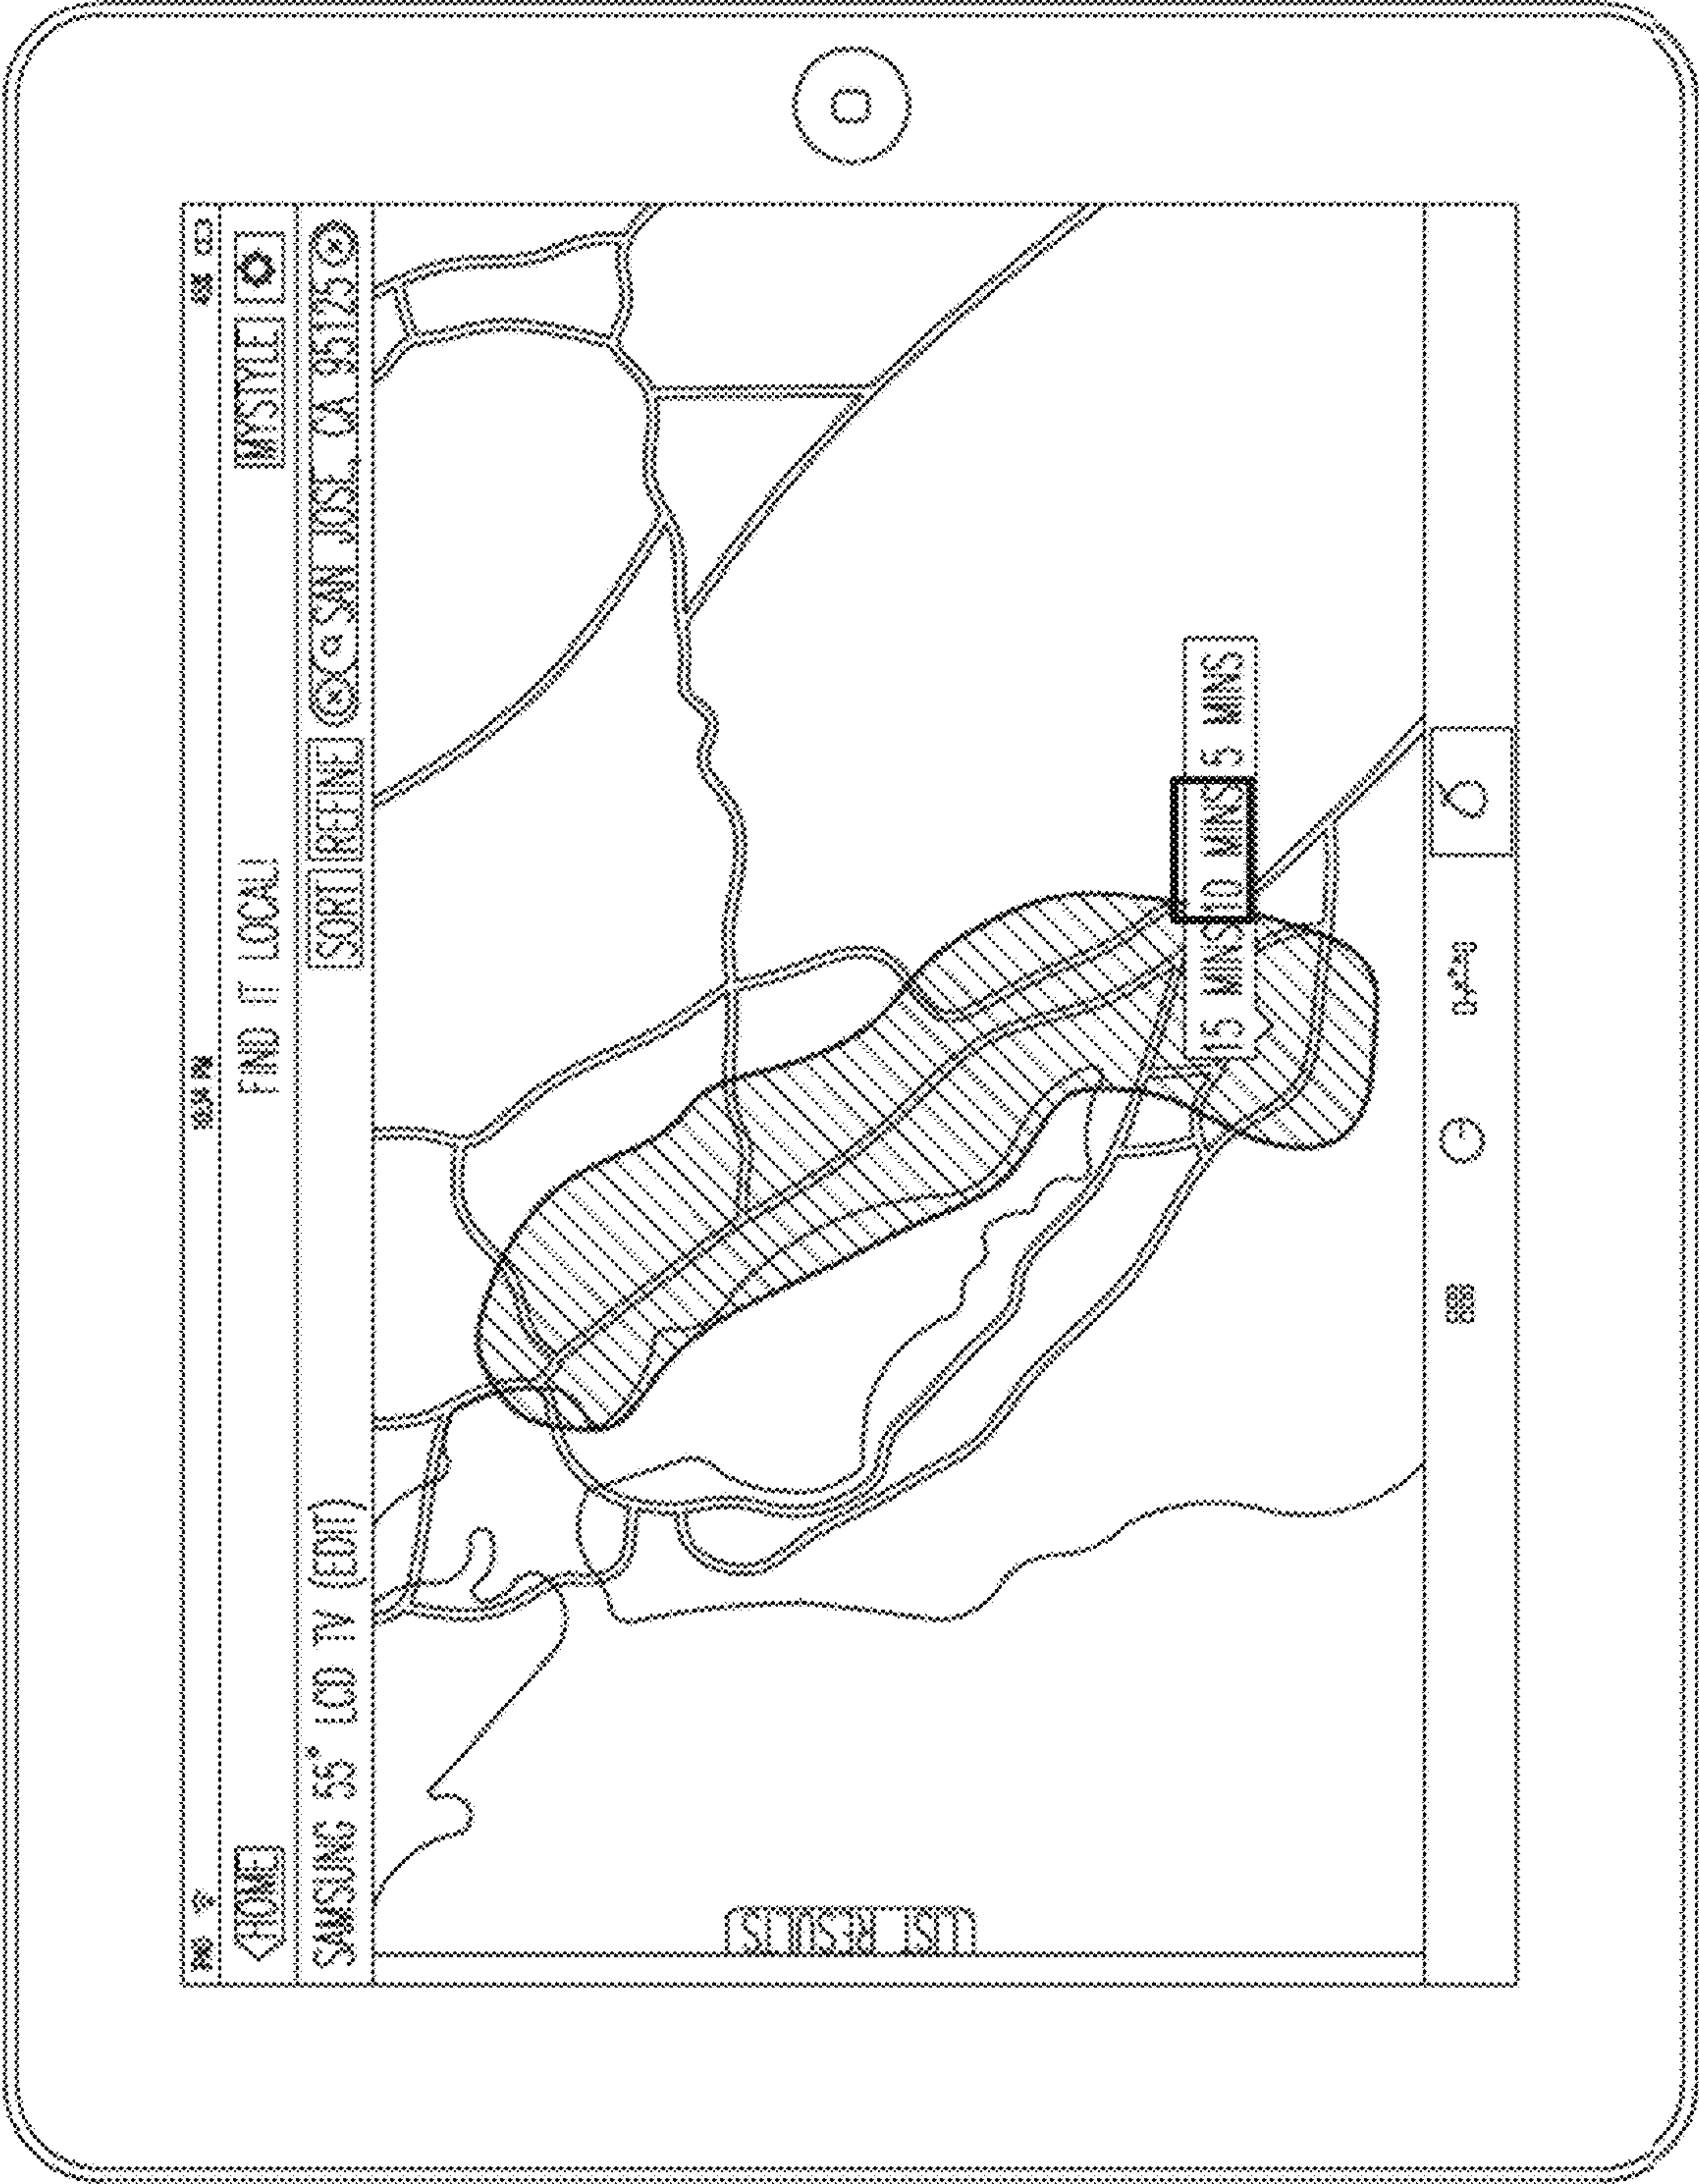 FIND IT LOCAL!
HOME
MYSTYLE
SAMSUNG 55" LCD TV (EDIT)
SORT
REFINE
SAN JOSE, CA 95125
15 MINS 10 MINS 5 MINS
LIST RESULTS